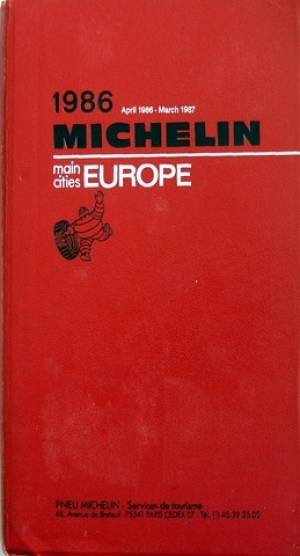 1986 April 1986 - March 1987
MICHELIN
main
cities EUROPE
PNEU MICHELIN - Services de tourisme
46, Avenue de Breteuil 75341 PARIS CEDEX 07 - Tél. (1) 45 39 25 00